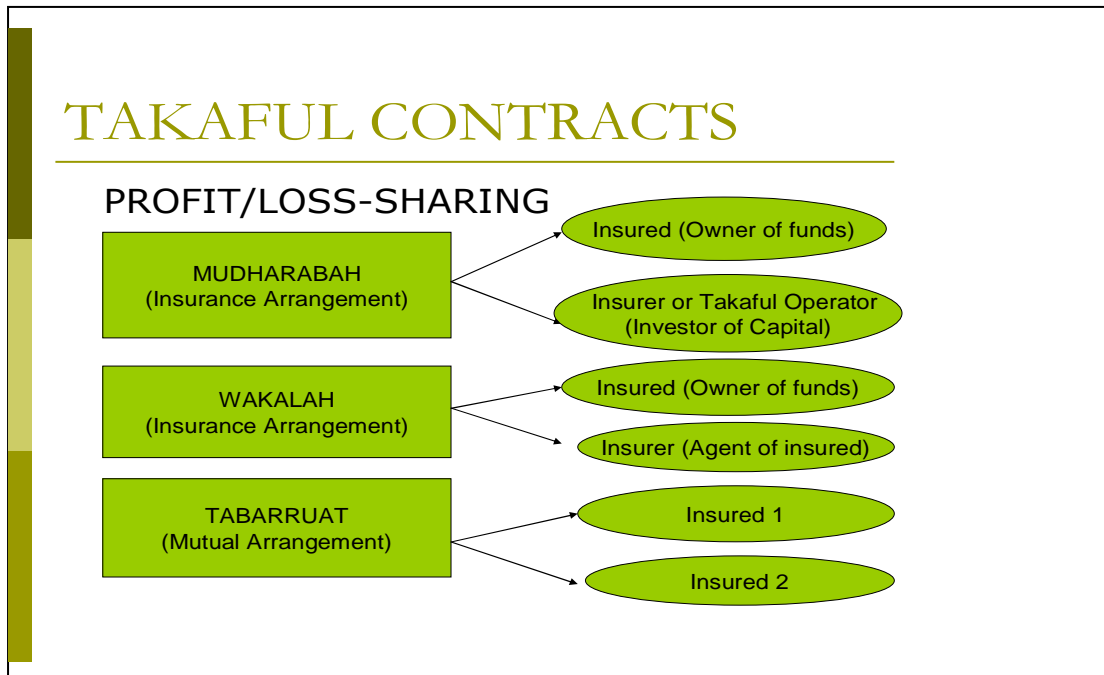 TAKAFUL CONTRACTS
PROFIT/LOSS-SHARING
MUDHARABAH
(Insurance Arrangement)
Insured (Owner of funds)
Insurer or Takaful Operator
(Investor of Capital)
WAKALAH
(Insurance Arrangement)
Insured (Owner of funds)
Insurer (Agent of insured)
TABARRUAT
(Mutual Arrangement)
Insured 1
Insured 2